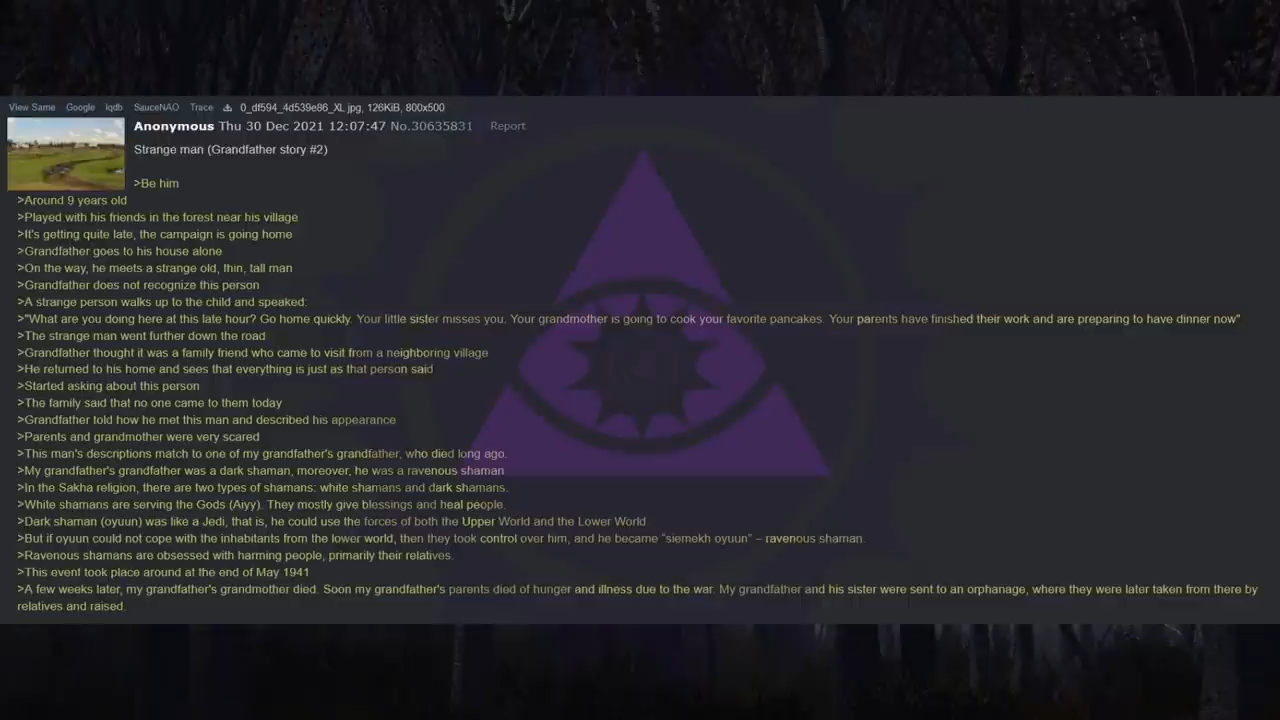 View Same Google iqdb SauceNAO Trace 0_df594_4d539e86_XL.jpg, 126KiB, 800x500
Anonymous Thu 30 Dec 2021 12:07:47 No.30635831 Report
Strange man (Grandfather story #2)
>Be him
>Around 9 years old
>Played with his friends in the forest near his village
>It's getting quite late, the campaign is going home
>Grandfather goes to his house alone
>On the way, he meets a strange old, thin, tall man
>Grandfather does not recognize this person
>A strange person walks up to the child and speaked:
>"What are you doing here at this late hour? Go home quickly. Your little sister misses you. Your grandmother is going to cook your favorite pancakes. Your parents have finished their work and are preparing to have dinner now"
>The strange man went further down the road
>Grandfather thought it was a family friend who came to visit from a neighboring village
>He returned to his home and sees that everything is just as that person said
>Started asking about this person
>The family said that no one came to them today
>Grandfather told how he met this man and described his appearance
>Parents and grandmother were very scared
>This man's descriptions match to one of my grandfather's grandfather, who died long ago.
>My grandfather's grandfather was a dark shaman, moreover, he was a ravenous shaman
>In the Sakha religion, there are two types of shamans: white shamans and dark shamans.
>White shamans are serving the Gods (Aiyy). They mostly give blessings and heal people.
>Dark shaman (oyuun) was like a Jedi, that is, he could use the forces of both the Upper World and the Lower World.
>But if oyuun could not cope with the inhabitants from the lower world, then they took control over him, and he became “siemekh oyuun” – ravenous shaman.
>Ravenous shamans are obsessed with harming people, primarily their relatives.
>This event took place around at the end of May 1941
>A few weeks later, my grandfather's grandmother died. Soon my grandfather's parents died of hunger and illness due to the war. My grandfather and his sister were sent to an orphanage, where they were later taken from there by
relatives and raised.